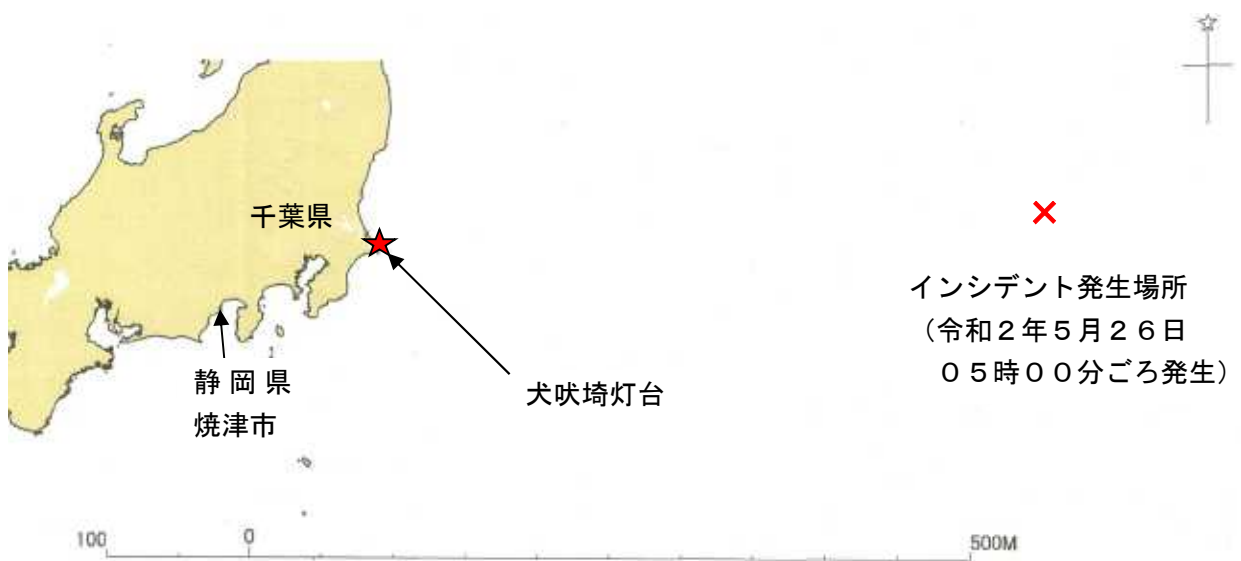 千葉県
インシデント発生場所
（令和２年５月２６日
０５時００分ごろ発生）
静岡県
焼津市
犬吠埼灯台
100
0
500M